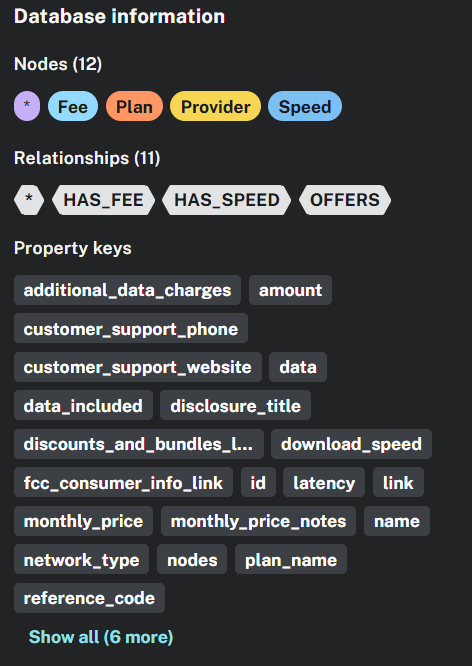 Database information
Nodes (12)
* Fee Plan Provider Speed
Relationships (11)
* HAS_FEE HAS_SPEED OFFERS
Property keys
additional_data_charges amount
customer_support_phone
customer_support_website data
data_included disclosure_title
discounts_and_bundles_l... download_speed
fcc_consumer_info_link id latency link
monthly_price monthly_price_notes name
network_type nodes plan_name
reference_code
Show all (6 more)